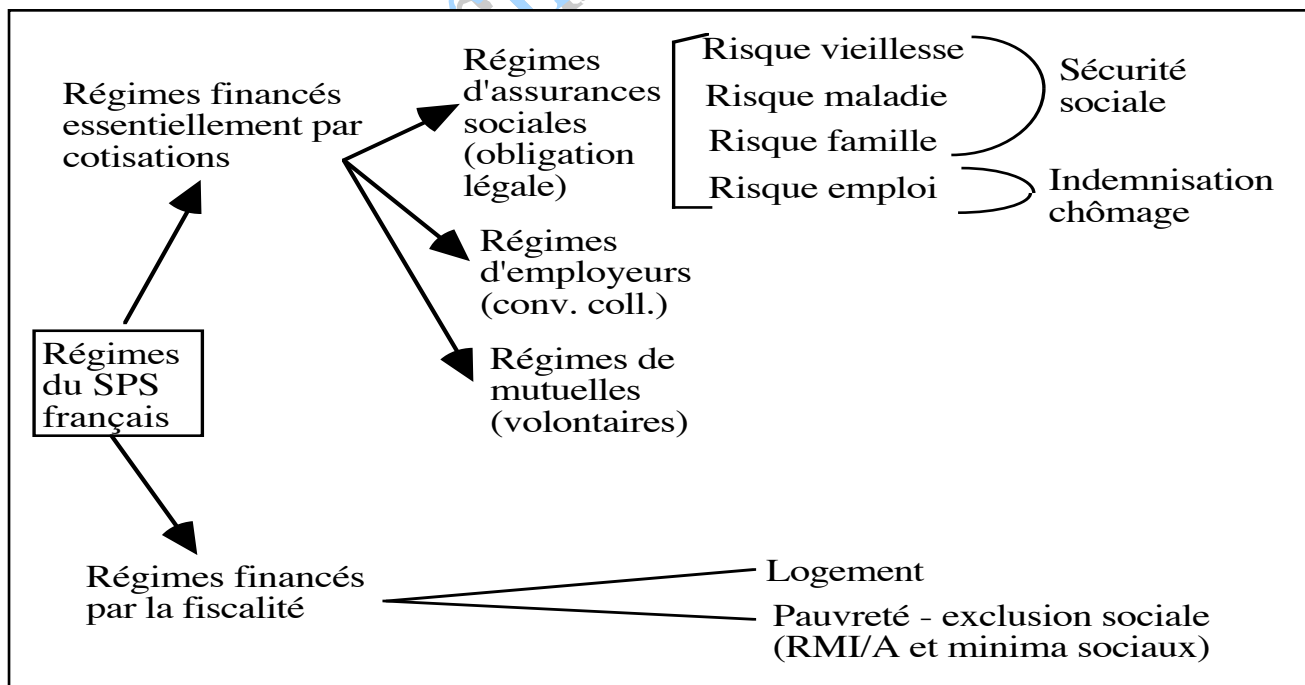 Régimes financés
essentiellement par
cotisations
Régimes
d'assurances
sociales
(obligation
légale)
Risque vieillesse
Risque maladie
Risque famille
Risque emploi
Sécurité
sociale
Indemnisation
chômage
Régimes
d'employeurs
(conv. coll.)
Régimes de
mutuelles
(volontaires)
Régimes
du SPS
français
Régimes financés
par la fiscalité
Logement
Pauvreté - exclusion sociale
(RMI/A et minima sociaux)